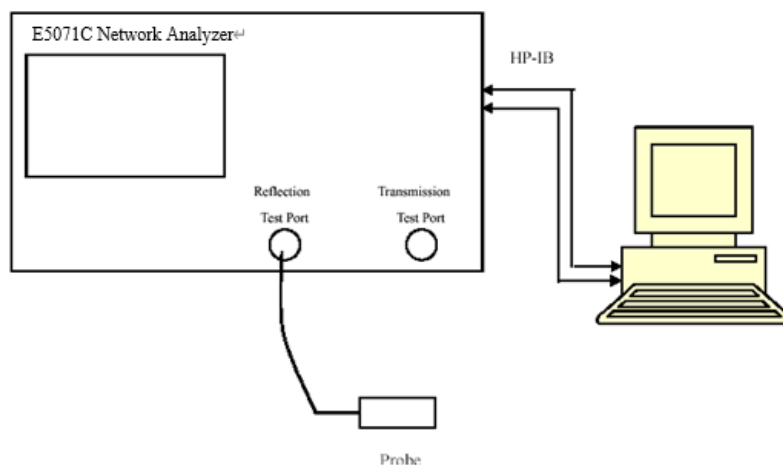 E5071C Network Analyzer↵
HP-IB
Reflection
Test Port
Transmission
Test Port
Probe